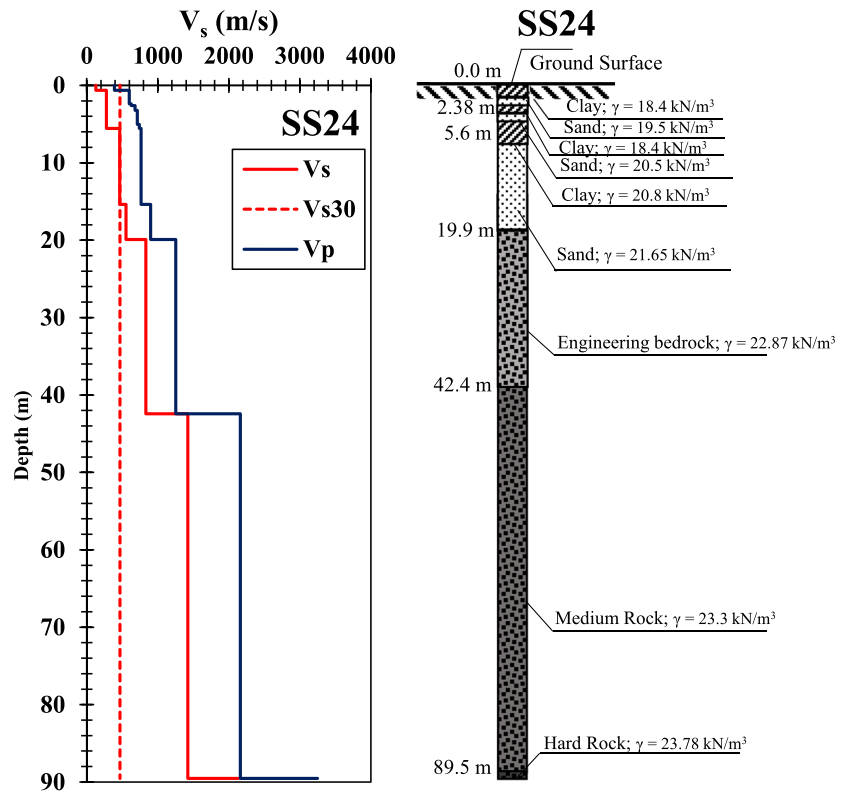 Vs (m/s)
0 1000 2000 3000 4000
0
10
20
30
40
50
60
70
80
90
Depth (m)
SS24
Vs
Vs30
Vp
SS24
0.0 m
Ground Surface
2.38 m
5.6 m
19.9 m
42.4 m
89.5 m
Clay; γ = 18.4 kN/m³
Sand; γ = 19.5 kN/m³
Clay; γ = 18.4 kN/m³
Sand; γ = 20.5 kN/m³
Clay; γ = 20.8 kN/m³
Sand; γ = 21.65 kN/m³
Engineering bedrock; γ = 22.87 kN/m³
Medium Rock; γ = 23.3 kN/m³
Hard Rock; γ = 23.78 kN/m³